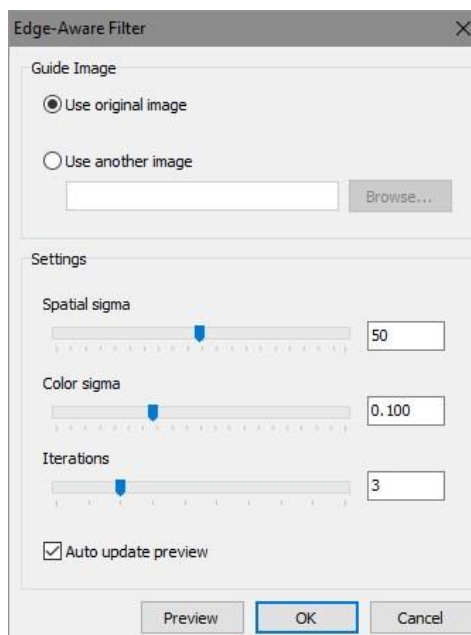 Edge-Aware Filter
Guide Image
Use original image
Use another image
Browse...
Settings
Spatial sigma
50
Color sigma
0.100
Iterations
3
Auto update preview
Preview OK Cancel